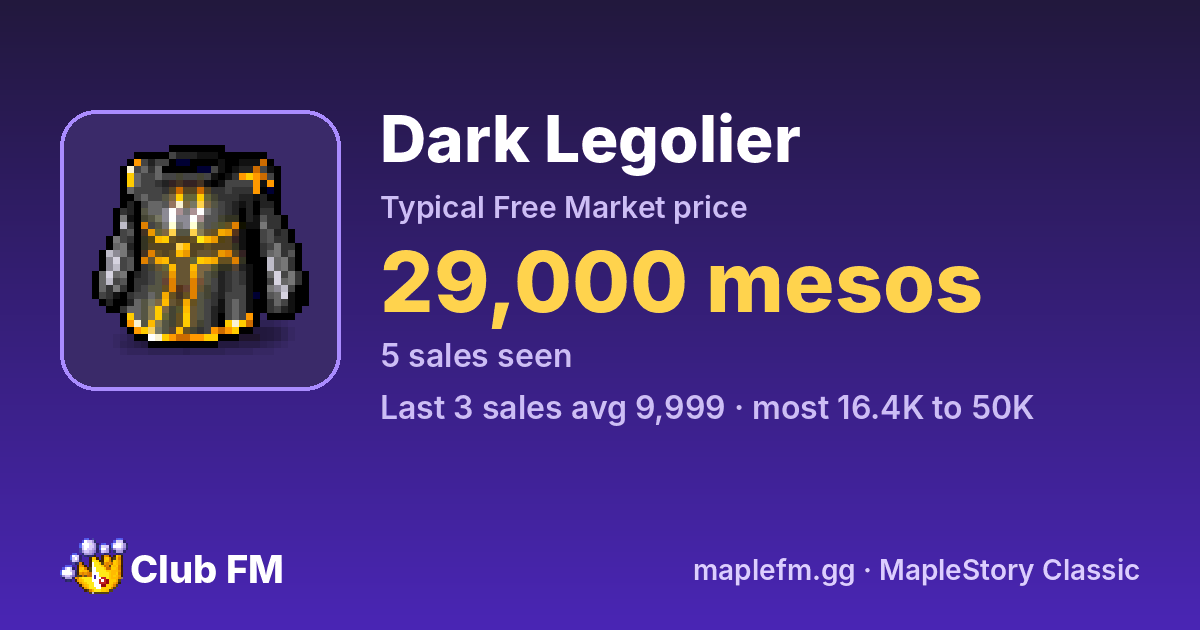 Dark Legolier
Typical Free Market price
29,000 mesos
5 sales seen
Last 3 sales avg 9,999 · most 16.4K to 50K
Club FM
maplefm.gg · MapleStory Classic